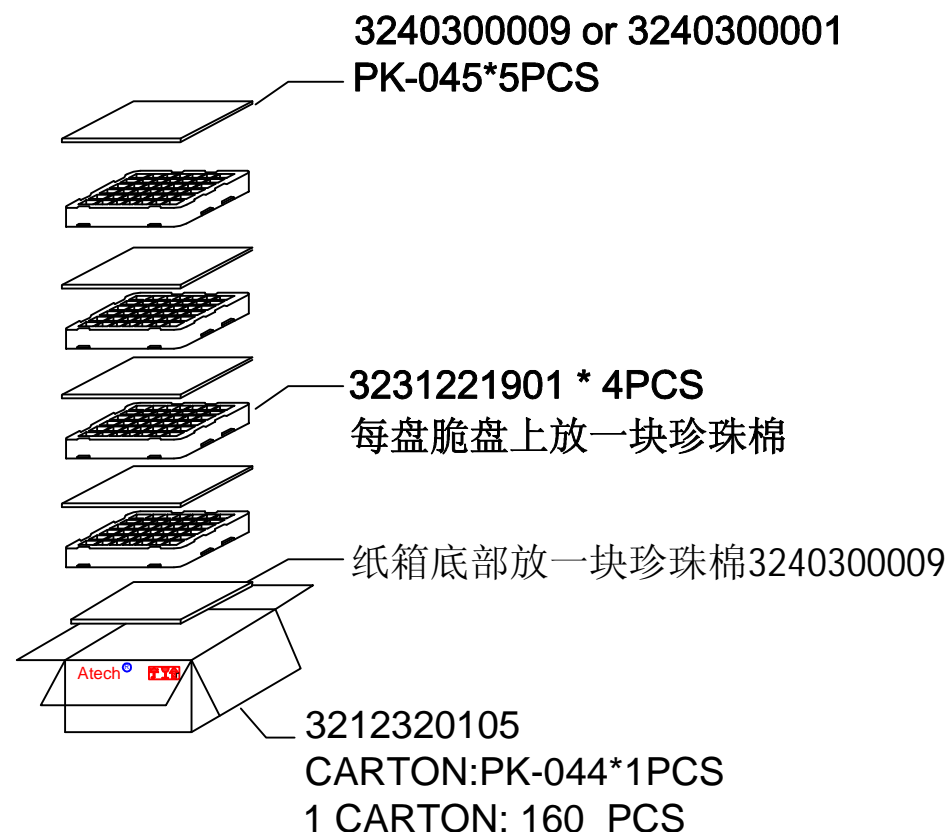 3240300009 or 3240300001
PK-045*5PCS
3231221901 * 4PCS
每盘脆盘上放一块珍珠棉
纸箱底部放一块珍珠棉3240300009
Atech®
3212320105
CARTON:PK-044*1PCS
1 CARTON: 160 PCS